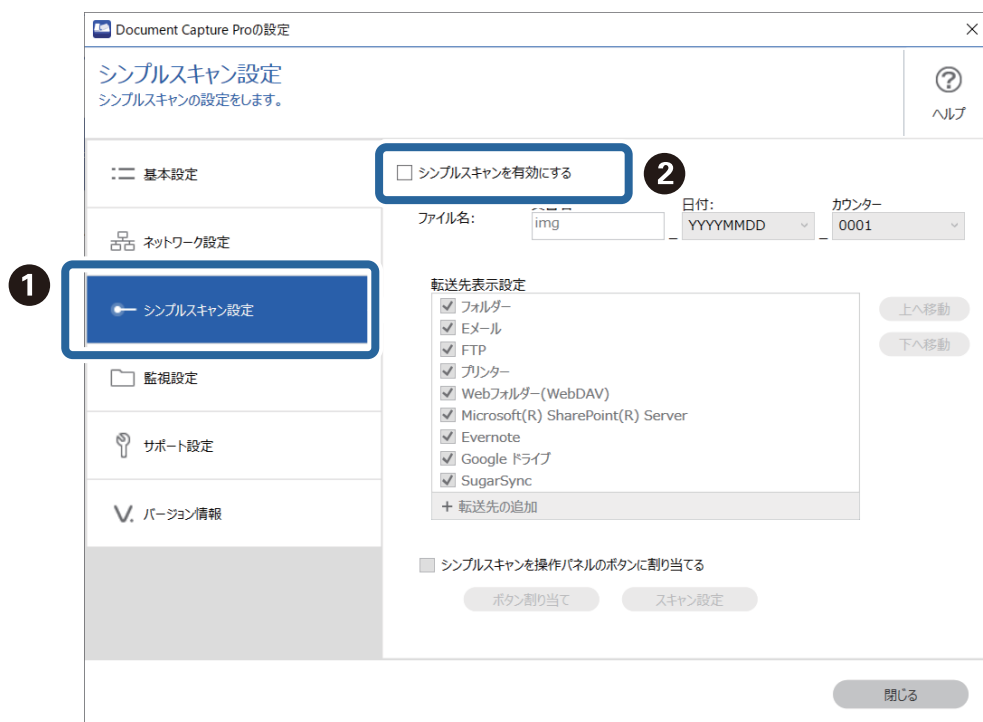 Document Capture Proの設定
シンプルスキャン設定
シンプルスキャンの設定をします。
ヘルプ
基本設定
ネットワーク設定
シンプルスキャン設定
監視設定
サポート設定
バージョン情報
1
2
シンプルスキャンを有効にする
日付:
カウンター
ファイル名:
img
_
YYYYMMDD
_
0001
転送先表示設定
フォルダー
Eメール
FTP
プリンター
Webフォルダー(WebDAV)
Microsoft(R) SharePoint(R) Server
Evernote
Google ドライブ
SugarSync
+ 転送先の追加
上へ移動
下へ移動
シンプルスキャンを操作パネルのボタンに割り当てる
ボタン割り当て
スキャン設定
閉じる